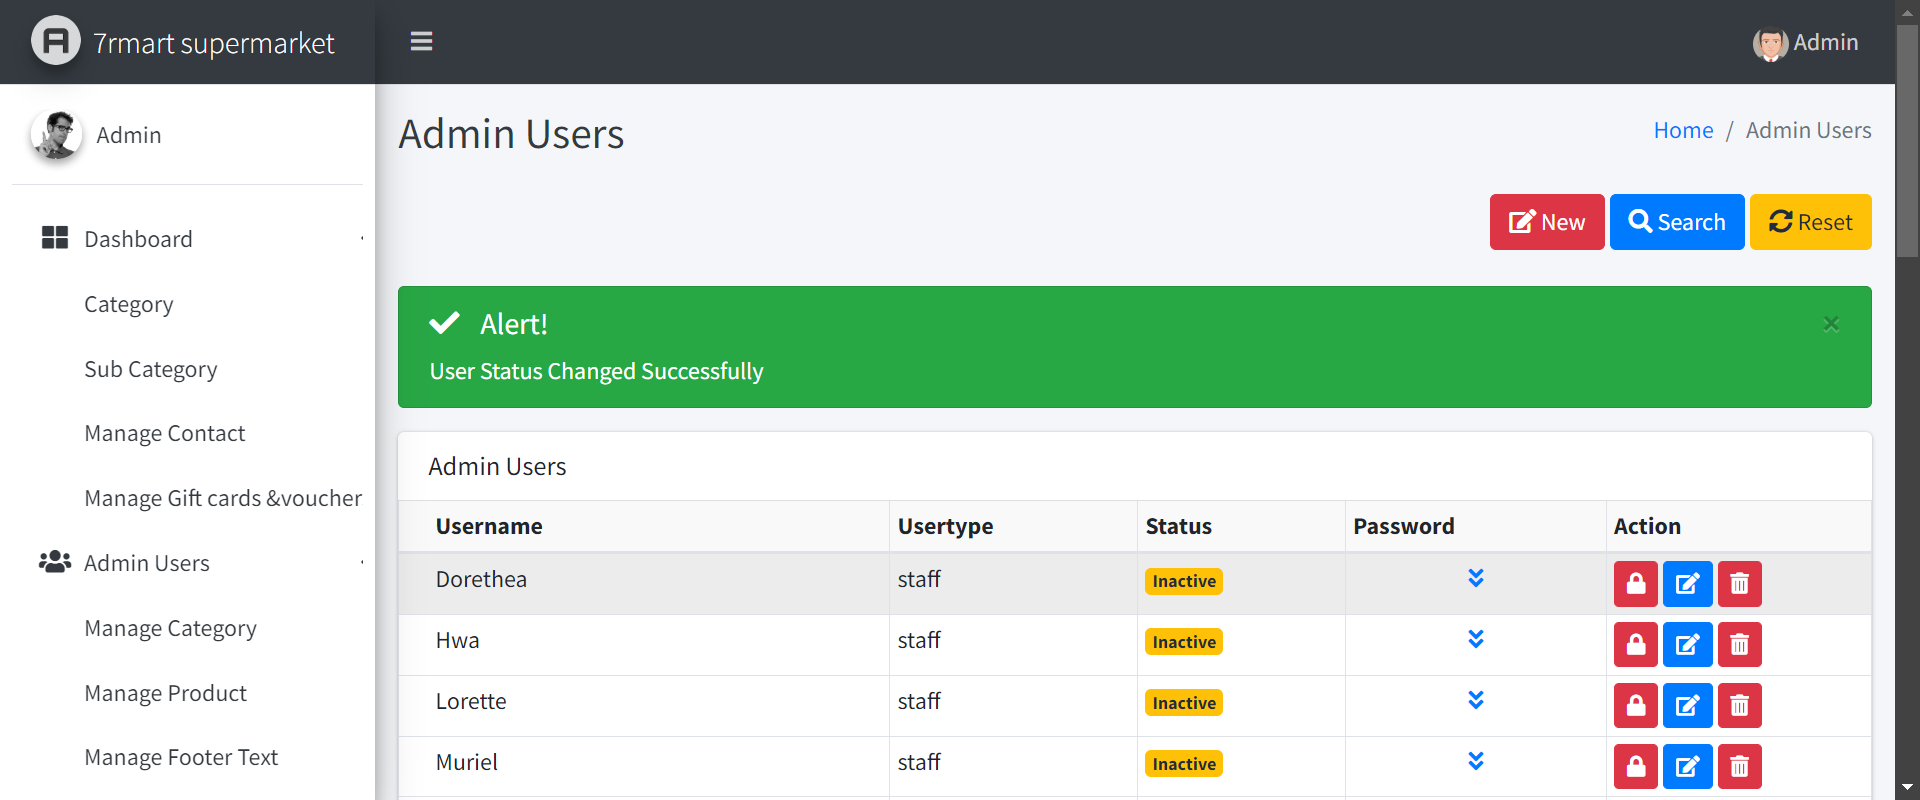 7rmart supermarket
Admin
Admin
Dashboard
Category
Sub Category
Manage Contact
Manage Gift cards &voucher
Admin Users
Manage Category
Manage Product
Manage Footer Text
Admin Users
Home / Admin Users
New Search Reset
Alert!
×
User Status Changed Successfully
Admin Users
Username Usertype Status Password Action
Dorethea staff Inactive
Hwa staff Inactive
Lorette staff Inactive
Muriel staff Inactive